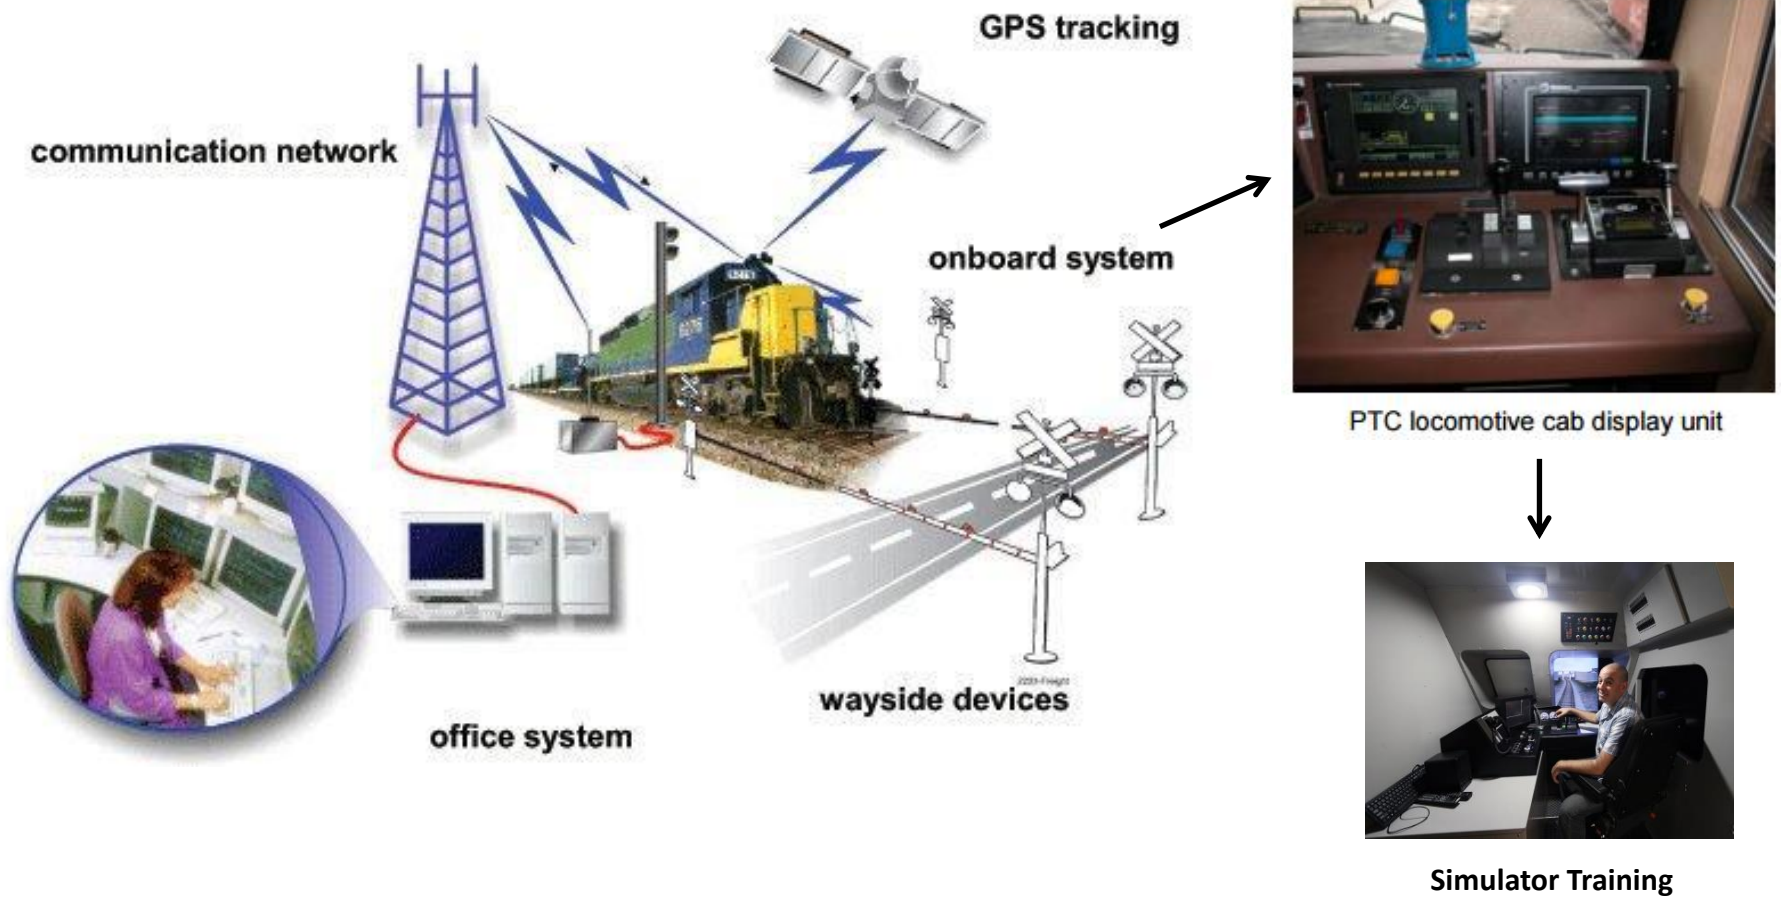 GPS tracking
communication network
onboard system
PTC locomotive cab display unit
wayside devices
office system
Simulator Training